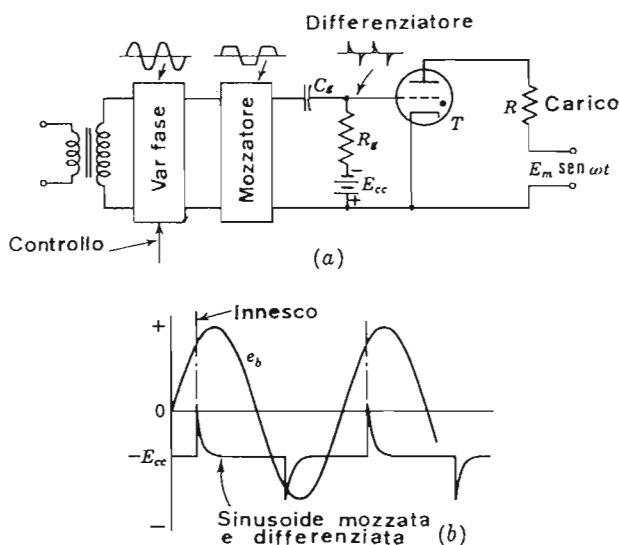 Differenziatore
Var fase
Mozzatore
C_g
R_g
E_cc
T
R
Carico
E_m sen ωt
Controllo
(a)
+
Innesco
e_b
0
-E_cc
-
Sinusoide mozzata
e differenziata
(b)